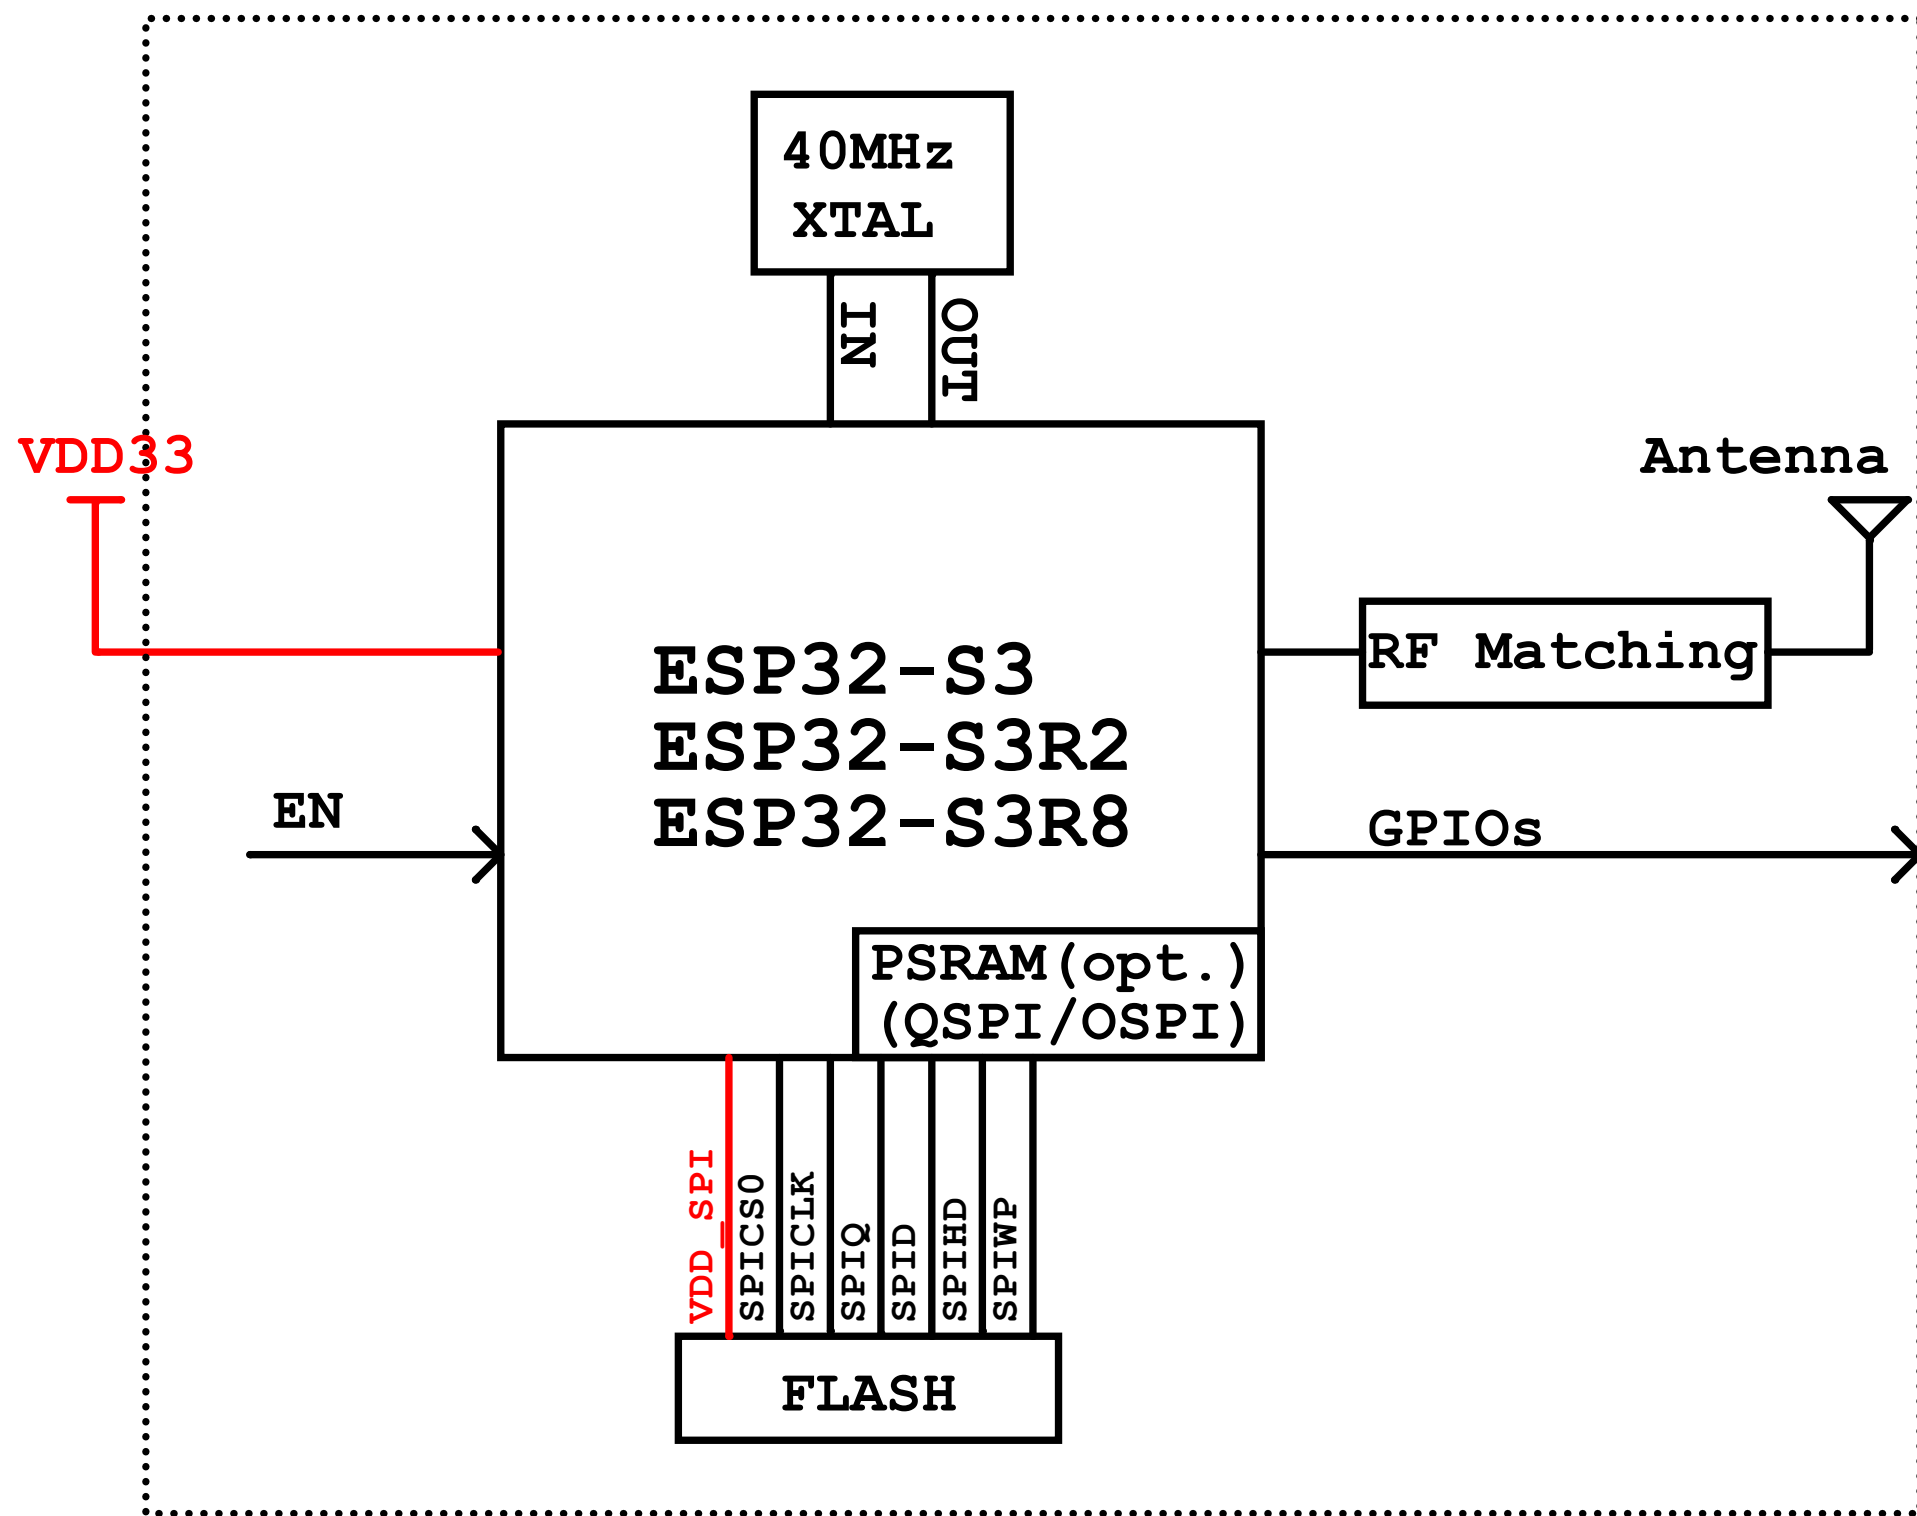 40MHz
XTAL
IN
OUT
VDD33
Antenna
ESP32-S3
ESP32-S3R2
ESP32-S3R8
RF Matching
EN
GPIOs
PSRAM(opt.)
(QSPI/OSPI)
VDD_SPI
SPICS0
SPICLK
SPIQ
SPID
SPIHD
SPIWP
FLASH